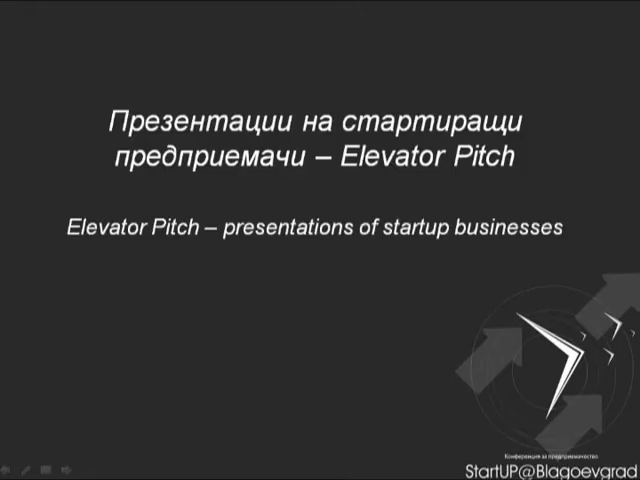 Презентации на стартиращи
предприемачи – Elevator Pitch
Elevator Pitch – presentations of startup businesses
Конференция за предприемачество
StartUP@Blagoevgrad